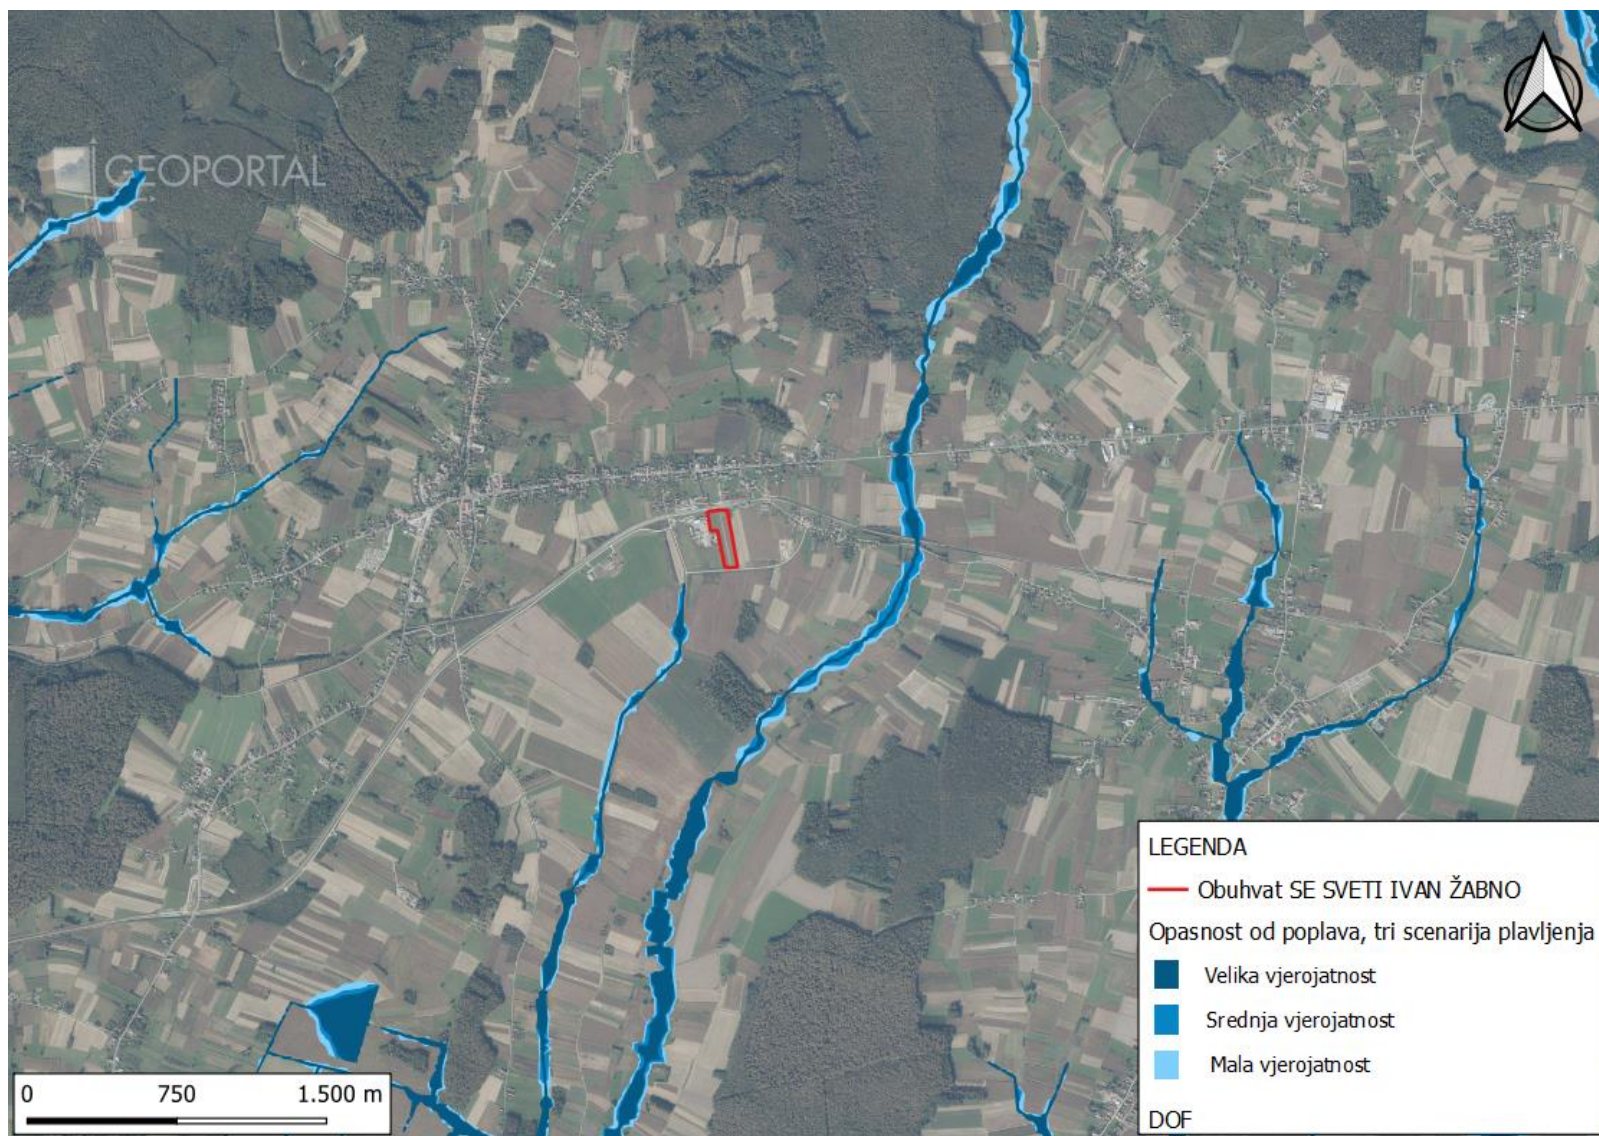 GEOPORTAL
LEGENDA
Obuhvat SE SVETI IVAN ŽABNO
Opasnost od poplava, tri scenarija plavljenja
Velika vjerojatnost
Srednja vjerojatnost
Mala vjerojatnost
DOF
0 750 1.500 m